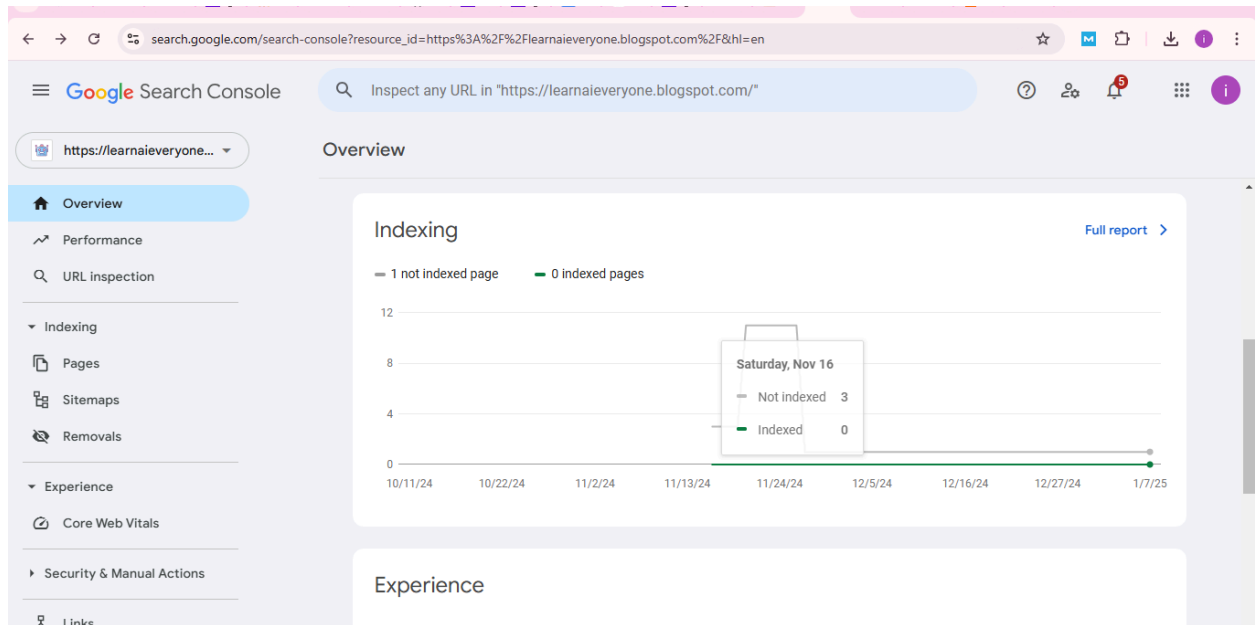 search.google.com/search-console?resource_id=https%3A%2F%2Flearnaieveryone.blogspot.com%2F&hl=en
M
i
Google Search Console
Inspect any URL in "https://learnaieveryone.blogspot.com/"
5
i
https://learnaieveryone...
Overview
Overview
Performance
URL inspection
Indexing
Pages
Sitemaps
Removals
Experience
Core Web Vitals
Security & Manual Actions
Links
Indexing
Full report
1 not indexed page
0 indexed pages
12
8
4
0
Saturday, Nov 16
Not indexed 3
Indexed 0
10/11/24 10/22/24 11/2/24 11/13/24 11/24/24 12/5/24 12/16/24 12/27/24 1/7/25
Experience